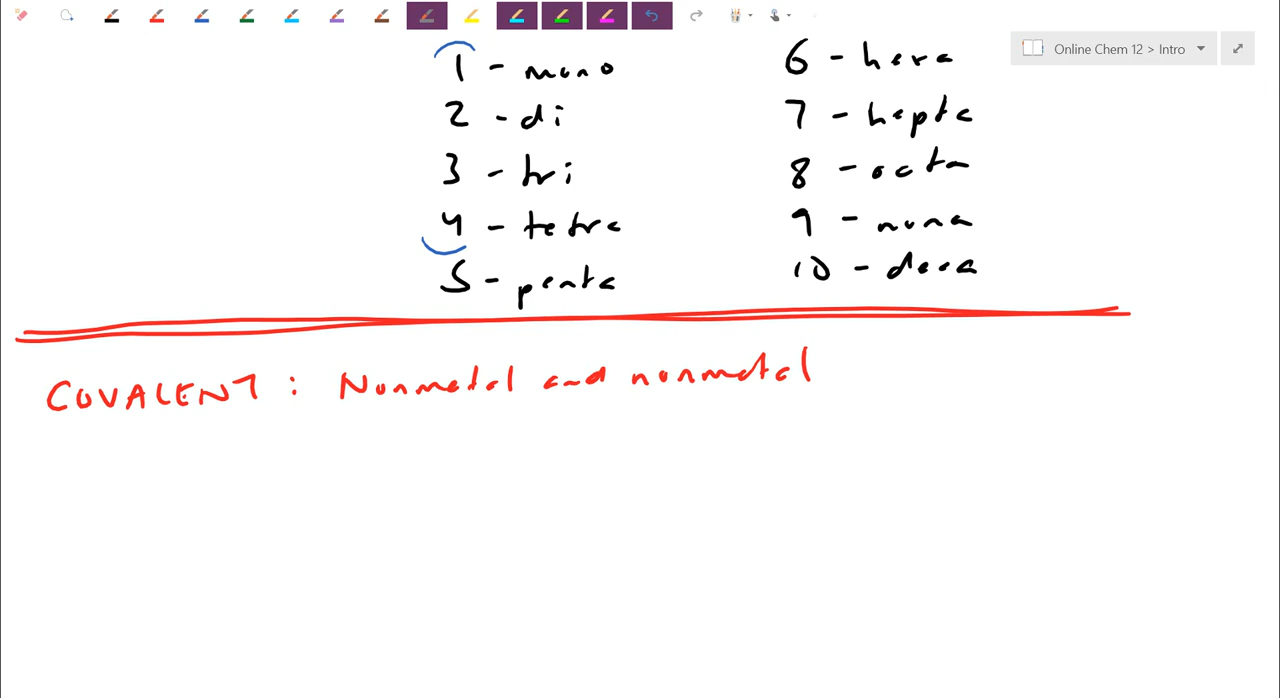 Online Chem 12 > Intro
1 - mono
2 - di
3 - tri
4 - tetra
5 - penta
6 - hexa
7 - hepta
8 - octa
9 - nona
10 - deca
COVALENT : Nonmetal and nonmetal